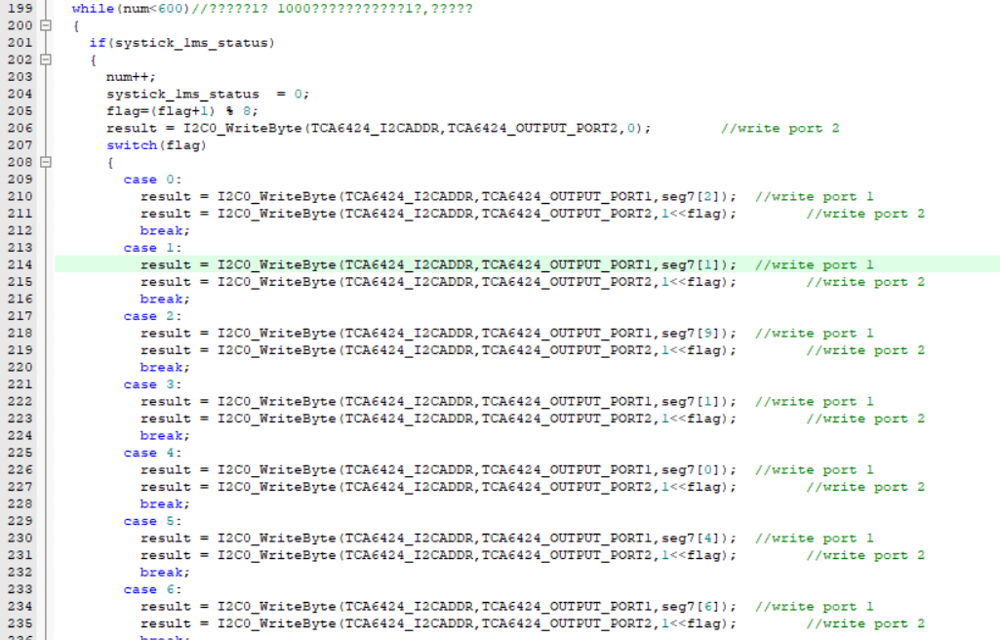 199 while(num<600)//?????1? 1000???????????1?,?????
200 {
201 if(systick_1ms_status)
202 {
203 num++;
204 systick_1ms_status = 0;
205 flag=(flag+1) % 8;
206 result = I2C0_WriteByte(TCA6424_I2CADDR,TCA6424_OUTPUT_PORT2,0); //write port 2
207 switch(flag)
208 {
209 case 0:
210 result = I2C0_WriteByte(TCA6424_I2CADDR,TCA6424_OUTPUT_PORT1,seg7[2]); //write port 1
211 result = I2C0_WriteByte(TCA6424_I2CADDR,TCA6424_OUTPUT_PORT2,1<<flag); //write port 2
212 break;
213 case 1:
214 result = I2C0_WriteByte(TCA6424_I2CADDR,TCA6424_OUTPUT_PORT1,seg7[1]); //write port 1
215 result = I2C0_WriteByte(TCA6424_I2CADDR,TCA6424_OUTPUT_PORT2,1<<flag); //write port 2
216 break;
217 case 2:
218 result = I2C0_WriteByte(TCA6424_I2CADDR,TCA6424_OUTPUT_PORT1,seg7[9]); //write port 1
219 result = I2C0_WriteByte(TCA6424_I2CADDR,TCA6424_OUTPUT_PORT2,1<<flag); //write port 2
220 break;
221 case 3:
222 result = I2C0_WriteByte(TCA6424_I2CADDR,TCA6424_OUTPUT_PORT1,seg7[1]); //write port 1
223 result = I2C0_WriteByte(TCA6424_I2CADDR,TCA6424_OUTPUT_PORT2,1<<flag); //write port 2
224 break;
225 case 4:
226 result = I2C0_WriteByte(TCA6424_I2CADDR,TCA6424_OUTPUT_PORT1,seg7[0]); //write port 1
227 result = I2C0_WriteByte(TCA6424_I2CADDR,TCA6424_OUTPUT_PORT2,1<<flag); //write port 2
228 break;
229 case 5:
230 result = I2C0_WriteByte(TCA6424_I2CADDR,TCA6424_OUTPUT_PORT1,seg7[4]); //write port 1
231 result = I2C0_WriteByte(TCA6424_I2CADDR,TCA6424_OUTPUT_PORT2,1<<flag); //write port 2
232 break;
233 case 6:
234 result = I2C0_WriteByte(TCA6424_I2CADDR,TCA6424_OUTPUT_PORT1,seg7[6]); //write port 1
235 result = I2C0_WriteByte(TCA6424_I2CADDR,TCA6424_OUTPUT_PORT2,1<<flag); //write port 2